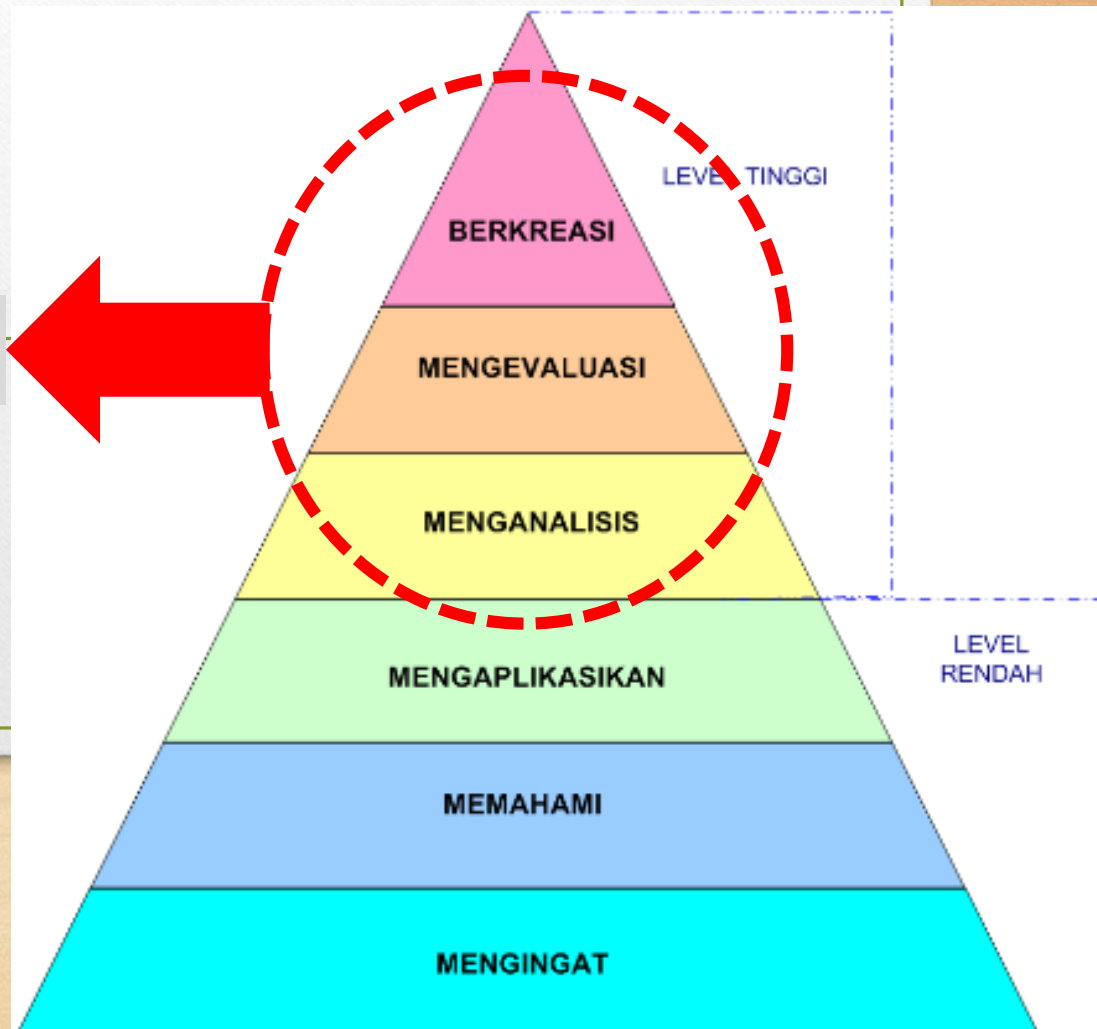 LEVEL TINGGI
BERKREASI
MENGEVALUASI
MENGANALISIS
LEVEL
RENDAH
MENGAPLIKASIKAN
MEMAHAMI
MENGINGAT